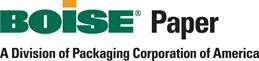 BOISE® Paper
A Division of Packaging Corporation of America